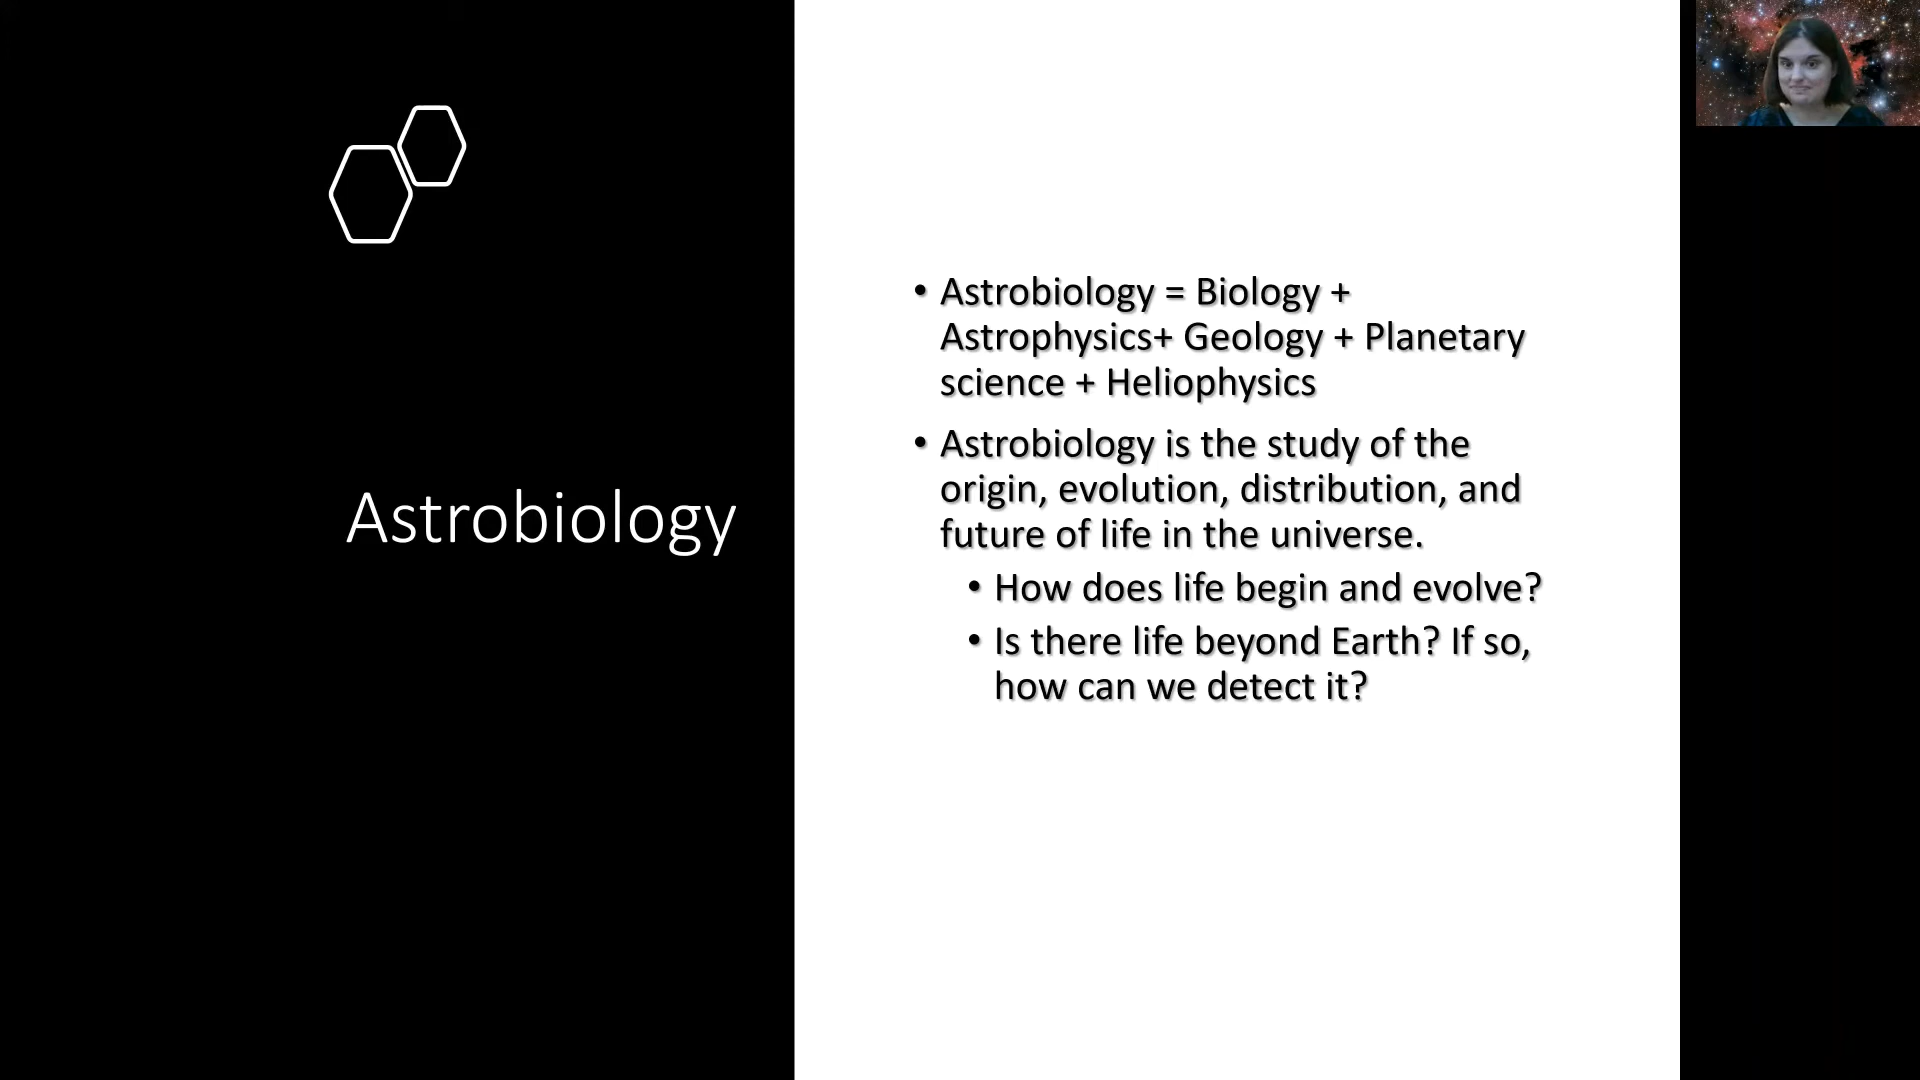 Astrobiology
• Astrobiology = Biology +
Astrophysics+ Geology + Planetary
science + Heliophysics
• Astrobiology is the study of the
origin, evolution, distribution, and
future of life in the universe.
• How does life begin and evolve?
• Is there life beyond Earth? If so,
how can we detect it?